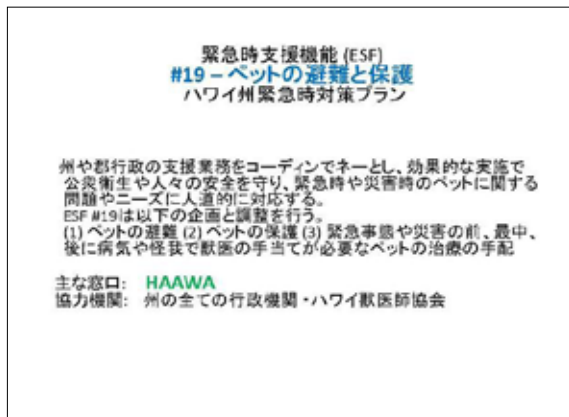 緊急時支援機能 (ESF)
#19 – ペットの避難と保護
ハワイ州緊急時対策プラン
州や郡行政の支援業務をコーディンでネーとし、効果的な実施で
公衆衛生や人々の安全を守り、緊急時や災害時のペットに関する
問題やニーズに人道的に対応する。
ESF #19は以下の企画と調整を行う。
(1) ペットの避難 (2) ペットの保護 (3) 緊急事態や災害の前、最中、
後に病気や怪我で獣医の手当てが必要なペットの治療の手配
主な窓口: HAAWA
協力機関: 州の全ての行政機関・ハワイ獣医師協会